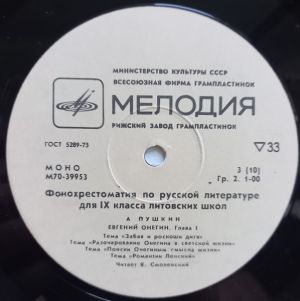 МИНИСТЕРСТВО КУЛЬТУРЫ СССР
ВСЕСОЮЗНАЯ ФИРМА ГРАМПЛАСТИНОК
МЕЛОДИЯ
РИЖСКИЙ ЗАВОД ГРАМПЛАСТИНОК
ГОСТ 5289-73
▽33
МОНО
М70-39953
3 (10)
Гр. 2. 1-00
Фонохрестоматия по русской литературе
для IX класса литовских школ
А ПУШКИН
ЕВГЕНИЙ ОНЕГИН. Глава I
Тема «Забав и роскоши дитя»
Тема «Разочарование Онегина в светской жизни»
Тема «Поиски Онегиным смысла жизни»
Тема «Романтик Ленский»
Читает Я. Смоленский